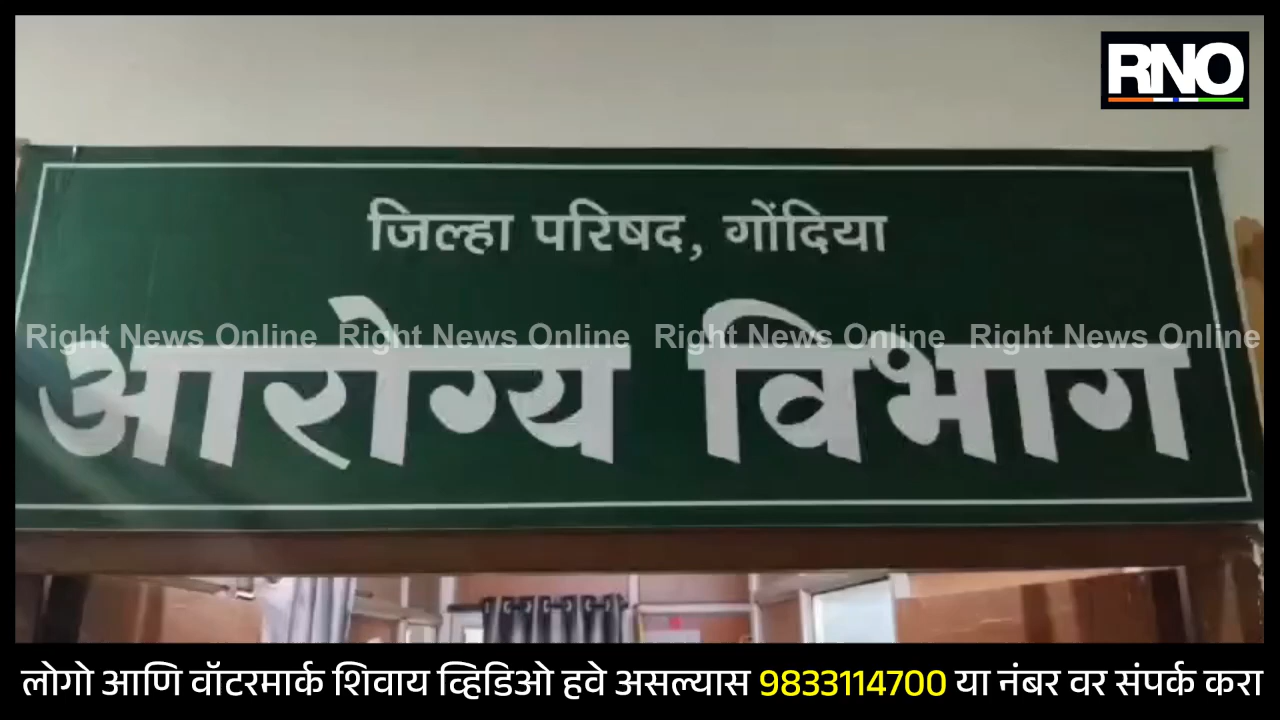 RNO
जिल्हा परिषद, गोंदिया
आरोग्य विभाग
Right News Online Right News Online Right News Online Right News Online
लोगो आणि वॉटरमार्क शिवाय व्हिडिओ हवे असल्यास 9833114700 या नंबर वर संपर्क करा